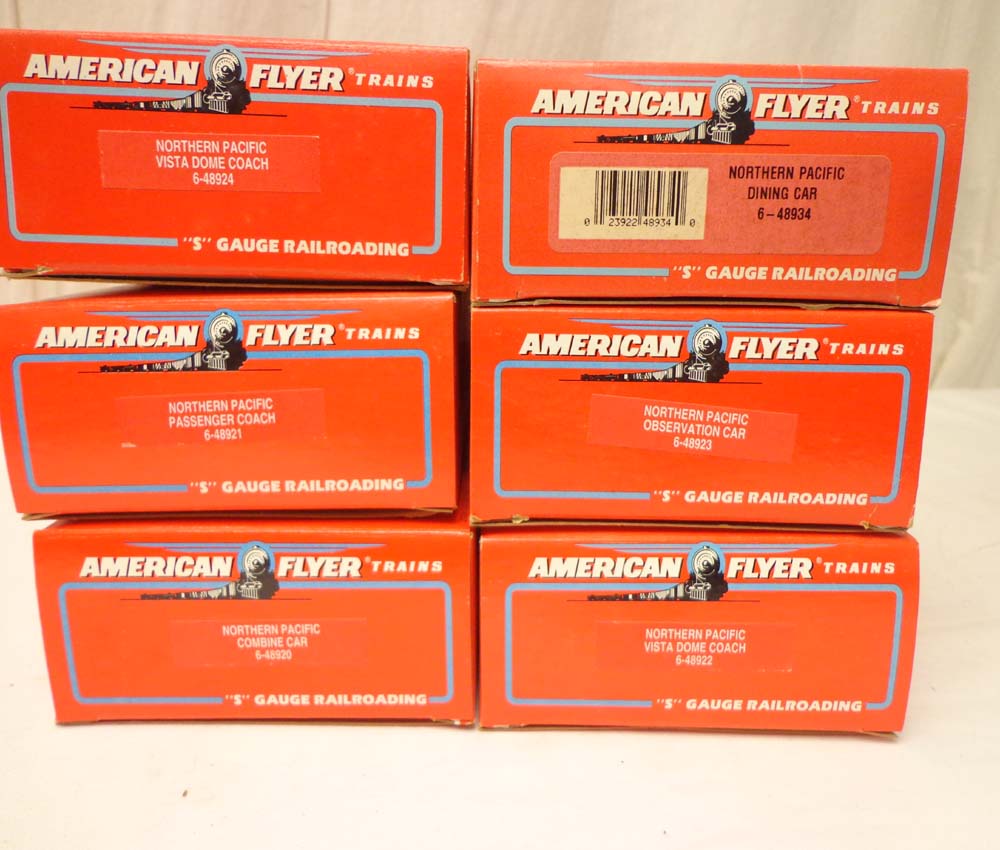 AMERICAN FLYER® TRAINS
NORTHERN PACIFIC
VISTA DOME COACH
6-48924
"S" GAUGE RAILROADING
AMERICAN FLYER® TRAINS
NORTHERN PACIFIC
DINING CAR
6-48934
0 23922 48934 0
"S" GAUGE RAILROADING
AMERICAN FLYER® TRAINS
NORTHERN PACIFIC
PASSENGER COACH
6-48921
"S" GAUGE RAILROADING
AMERICAN FLYER® TRAINS
NORTHERN PACIFIC
OBSERVATION CAR
6-48923
"S" GAUGE RAILROADING
AMERICAN FLYER® TRAINS
NORTHERN PACIFIC
COMBINE CAR
6-48920
"S" GAUGE RAILROADING
AMERICAN FLYER® TRAINS
NORTHERN PACIFIC
VISTA DOME COACH
6-48922
"S" GAUGE RAILROADING